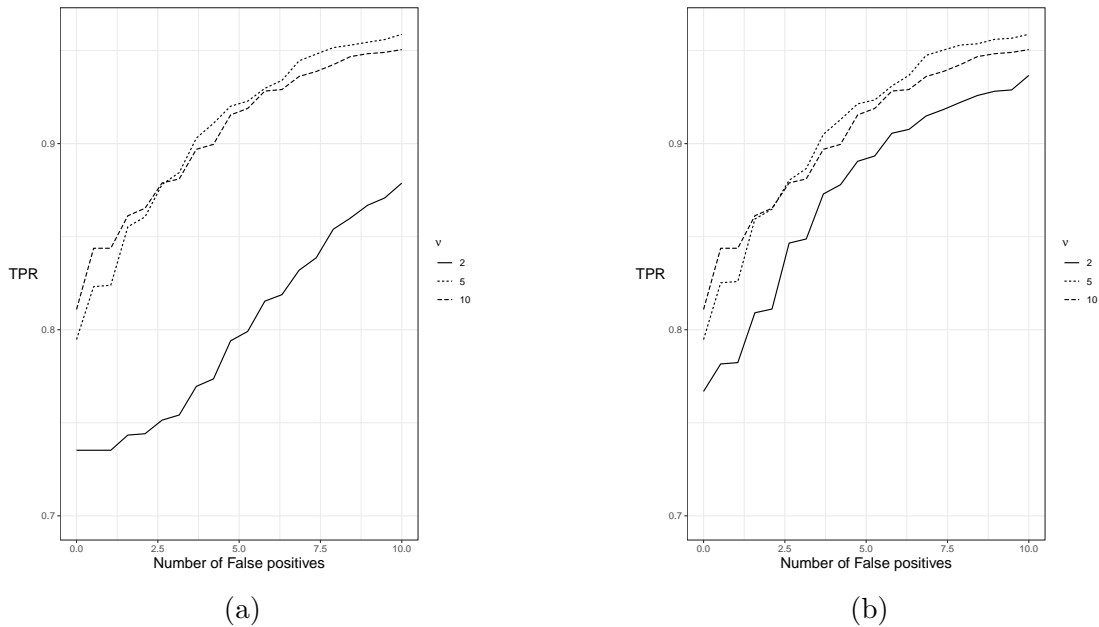 0.9
0.8
0.7
TPR
0.0
2.5
5.0
7.5
10.0
Number of False positives
ν
2
5
10
(a)
0.9
0.8
0.7
TPR
0.0
2.5
5.0
7.5
10.0
Number of False positives
ν
2
5
10
(b)